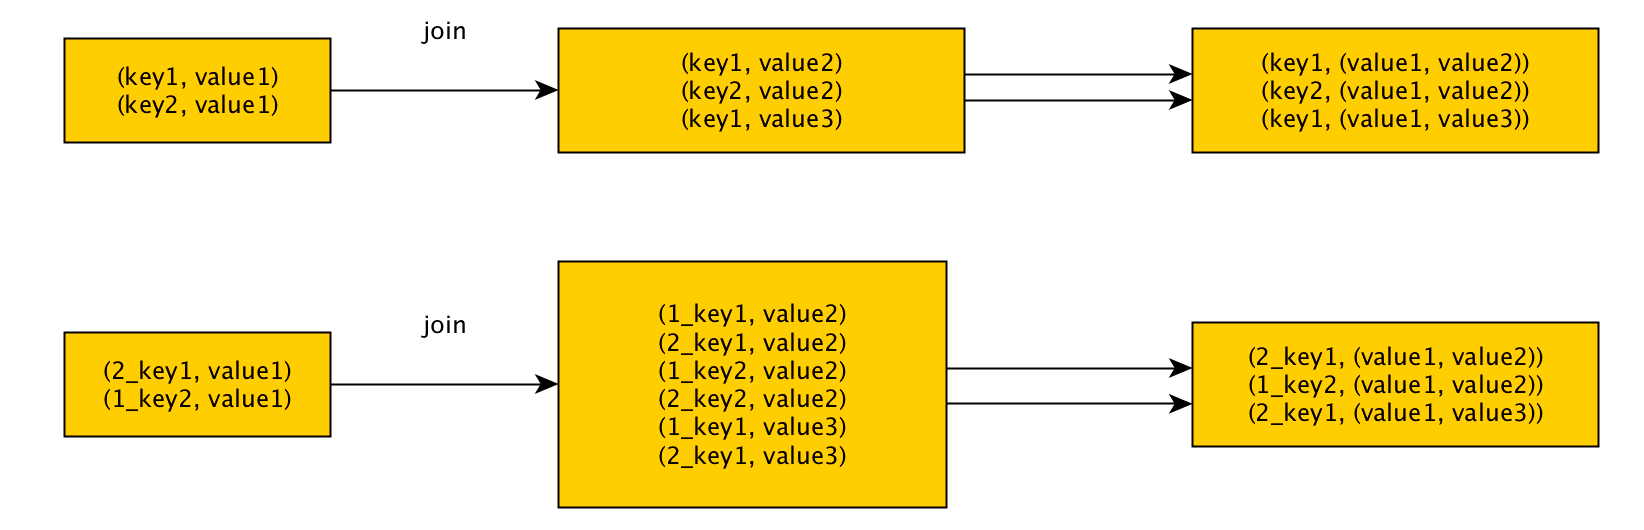 join
(key1, value1)
(key2, value1)
(key1, value2)
(key2, value2)
(key1, value3)
(key1, (value1, value2))
(key2, (value1, value2))
(key1, (value1, value3))
join
(2_key1, value1)
(1_key2, value1)
(1_key1, value2)
(2_key1, value2)
(1_key2, value2)
(2_key2, value2)
(1_key1, value3)
(2_key1, value3)
(2_key1, (value1, value2))
(1_key2, (value1, value2))
(2_key1, (value1, value3))